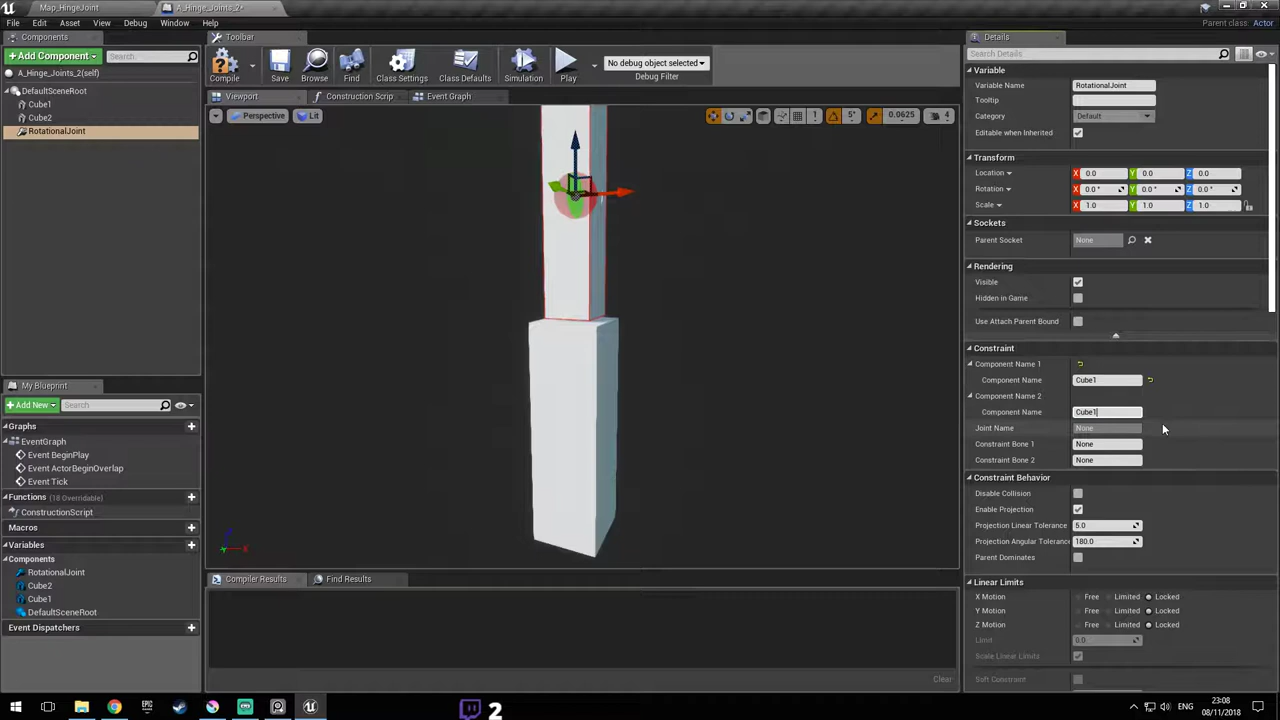 Map_HingeJoint
A_Hinge_Joints_2*
File Edit Asset View Debug Window Help
Parent class: Actor
Components
Toolbar
Details
+Add Component
Search
Search Details
Compile
Save
Browse
Find
Class Settings
Class Defaults
Simulation
Play
No debug object selected
Debug Filter
A_Hinge_Joints_2(self)
DefaultSceneRoot
Cube1
Cube2
RotationalJoint
Viewport
Construction Scrip
Event Graph
Perspective
Lit
5°
0.0625
4
Variable
Variable Name RotationalJoint
Tooltip
Category Default
Editable when Inherited
Transform
Location X 0.0 Y 0.0 Z 0.0
Rotation X 0.0 ° Y 0.0 ° Z 0.0 °
Scale X 1.0 Y 1.0 Z 1.0
Sockets
Parent Socket None
Rendering
Visible
Hidden in Game
Use Attach Parent Bound
Constraint
Component Name 1
Component Name Cube1
Component Name 2
Component Name Cube1
Joint Name None
Constraint Bone 1 None
Constraint Bone 2 None
Constraint Behavior
Disable Collision
Enable Projection
Projection Linear Tolerance 5.0
Projection Angular Toleranc 180.0
Parent Dominates
Linear Limits
X Motion Free Limited Locked
Y Motion Free Limited Locked
Z Motion Free Limited Locked
Limit 0.0
Scale Linear Limits
Soft Constraint
My Blueprint
+Add New
Search
Graphs
EventGraph
Event BeginPlay
Event ActorBeginOverlap
Event Tick
Functions (18 Overridable)
ConstructionScript
Macros
Variables
Components
RotationalJoint
Cube2
Cube1
DefaultSceneRoot
Event Dispatchers
Compiler Results
Find Results
Clear
2
ENG
23:08
08/11/2018